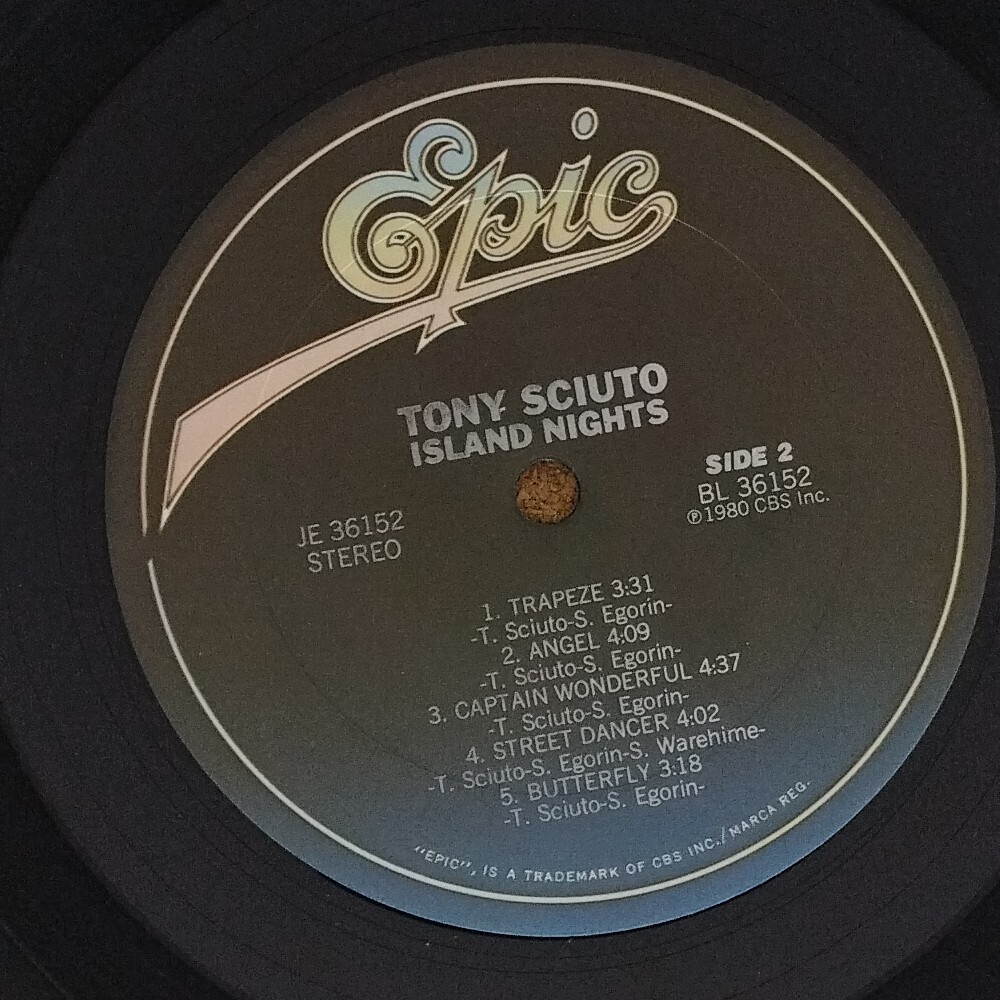 Epic
TONY SCIUTO
ISLAND NIGHTS
SIDE 2
BL 36152
℗1980 CBS Inc.
JE 36152
STEREO
1. TRAPEZE 3:31
-T. Sciuto-S. Egorin-
2. ANGEL 4:09
-T. Sciuto-S. Egorin-
3. CAPTAIN WONDERFUL 4:37
-T. Sciuto-S. Egorin-
4. STREET DANCER 4:02
-T. Sciuto-S. Egorin-S. Warehime-
5. BUTTERFLY 3:18
-T. Sciuto-S. Egorin-
"EPIC", IS A TRADEMARK OF CBS INC./MARCA REG.